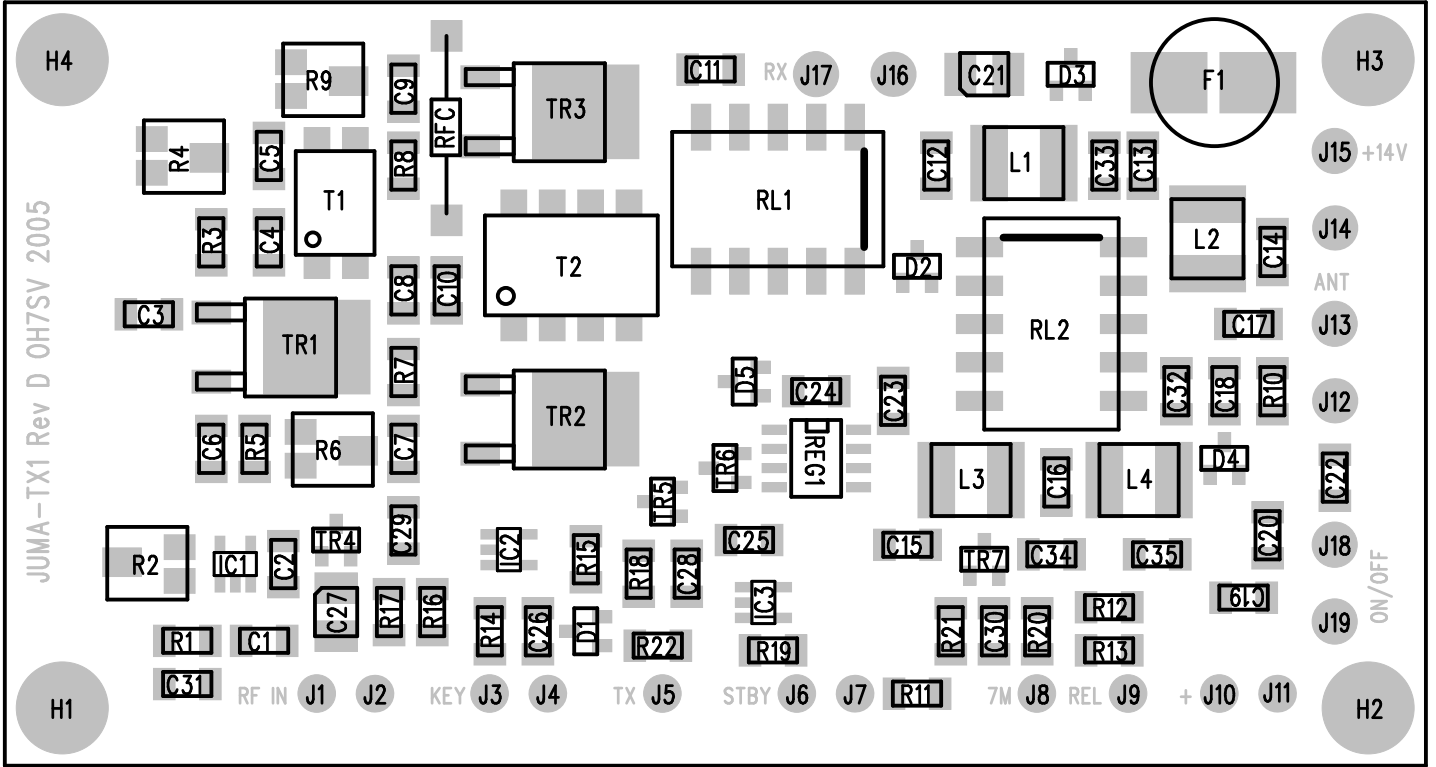 H4
R9
C9
RFC
TR3
C11
RX
J17
J16
C21
D3
F1
H3
R4
C5
T1
R8
RL1
C12
L1
C33
C13
J15 +14V
R3
C4
T2
D2
L2
C14
J14
ANT
C3
C8
C10
TR1
RL2
C17
J13
R7
TR2
D5
C24
C23
C32
C18
R10
J12
C6
R5
R6
C7
TR6
REG1
TR5
L3
C16
L4
D4
C22
JUMA-TX1 Rev D OH7SV 2005
R2
IC1
C2
TR4
C29
IC2
R15
R18
C28
C25
C15
TR7
C34
C35
C20
J18
ON/OFF
C27
R17
R16
R14
C26
D1
IC3
R22
R19
R21
C30
R20
R12
R13
C19
J19
R1
C1
C31
H1
RF IN J1 J2
KEY J3 J4
TX J5
STBY J6 J7
R11
7M J8
REL J9
+ J10 J11
H2